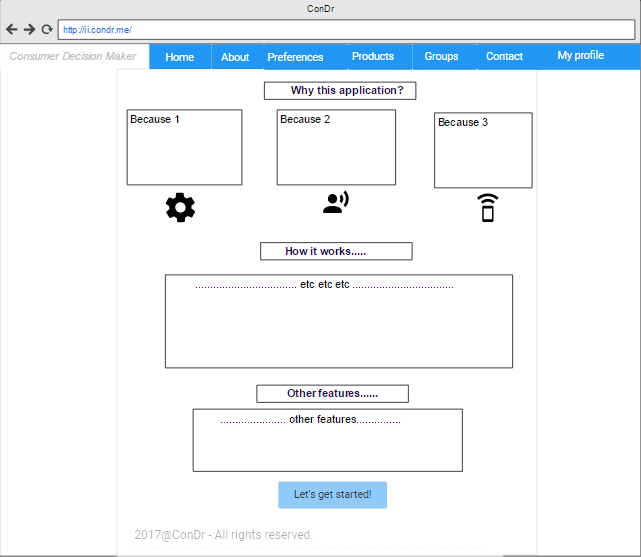 ConDr
http://ii.condr.me/
Consumer Decision Maker Home About Preferences Products Groups Contact My profile
Why this application?
Because 1
Because 2
Because 3
How it works.....
.................................. etc etc etc ..................................
Other features......
...................... other features...............
Let's get started!
2017@ConDr - All rights reserved.